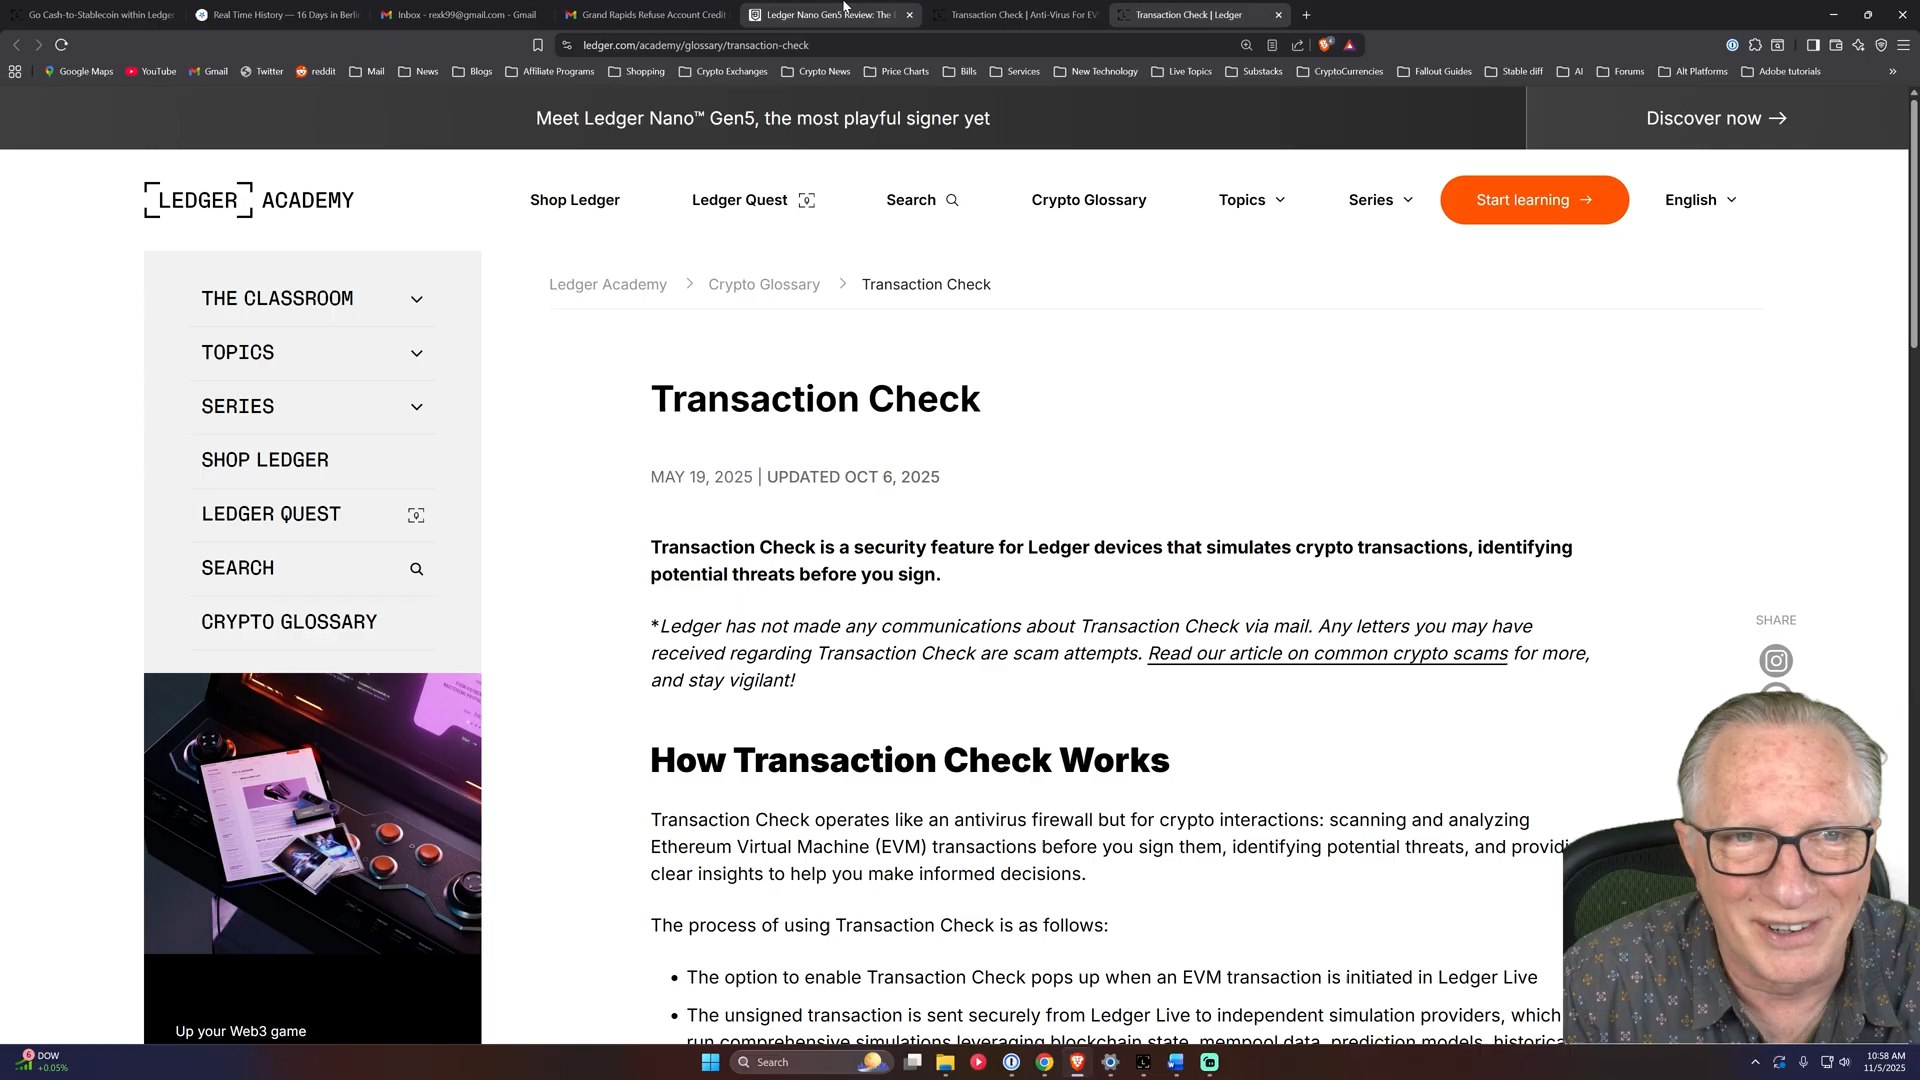 Go Cash-to-Stablecoin within Ledger
Real Time History — 16 Days in Berli
Inbox - rexk99@gmail.com - Gmail
Grand Rapids Refuse Account Credit
Ledger Nano Gen5 Review: The
Transaction Check | Anti-Virus For EV
Transaction Check | Ledger
ledger.com/academy/glossary/transaction-check
Google Maps
YouTube
Gmail
Twitter
reddit
Mail
News
Blogs
Affiliate Programs
Shopping
Crypto Exchanges
Crypto News
Price Charts
Bills
Services
New Technology
Live Topics
Substacks
CryptoCurrencies
Fallout Guides
Stable diff
AI
Forums
Alt Platforms
Adobe tutorials
Meet Ledger Nano™ Gen5, the most playful signer yet
Discover now →
LEDGER ACADEMY
Shop Ledger
Ledger Quest
Search
Crypto Glossary
Topics
Series
Start learning →
English
THE CLASSROOM
TOPICS
SERIES
SHOP LEDGER
LEDGER QUEST
SEARCH
CRYPTO GLOSSARY
Up your Web3 game
Ledger Academy > Crypto Glossary > Transaction Check
Transaction Check
MAY 19, 2025 | UPDATED OCT 6, 2025
Transaction Check is a security feature for Ledger devices that simulates crypto transactions, identifying
potential threats before you sign.
*Ledger has not made any communications about Transaction Check via mail. Any letters you may have
received regarding Transaction Check are scam attempts. Read our article on common crypto scams for more,
and stay vigilant!
SHARE
How Transaction Check Works
Transaction Check operates like an antivirus firewall but for crypto interactions: scanning and analyzing
Ethereum Virtual Machine (EVM) transactions before you sign them, identifying potential threats, and providi
clear insights to help you make informed decisions.
The process of using Transaction Check is as follows:
• The option to enable Transaction Check pops up when an EVM transaction is initiated in Ledger Live
• The unsigned transaction is sent securely from Ledger Live to independent simulation providers, which
run comprehensive simulations leveraging blockchain state, mempool data, prediction models, historica
6
DOW
+0.05%
Search
10:58 AM
11/5/2025